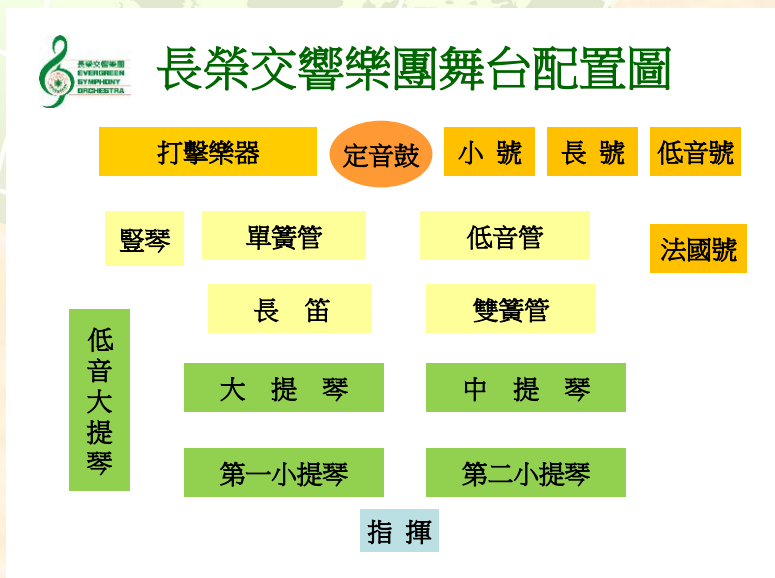 長榮交響樂團
EVERGREEN
SYMPHONY
ORCHESTRA
長榮交響樂團舞台配置圖
打擊樂器
定音鼓
小 號
長 號
低音號
豎琴
單簧管
低音管
法國號
長 笛
雙簧管
低音大提琴
大 提 琴
中 提 琴
第一小提琴
第二小提琴
指 揮